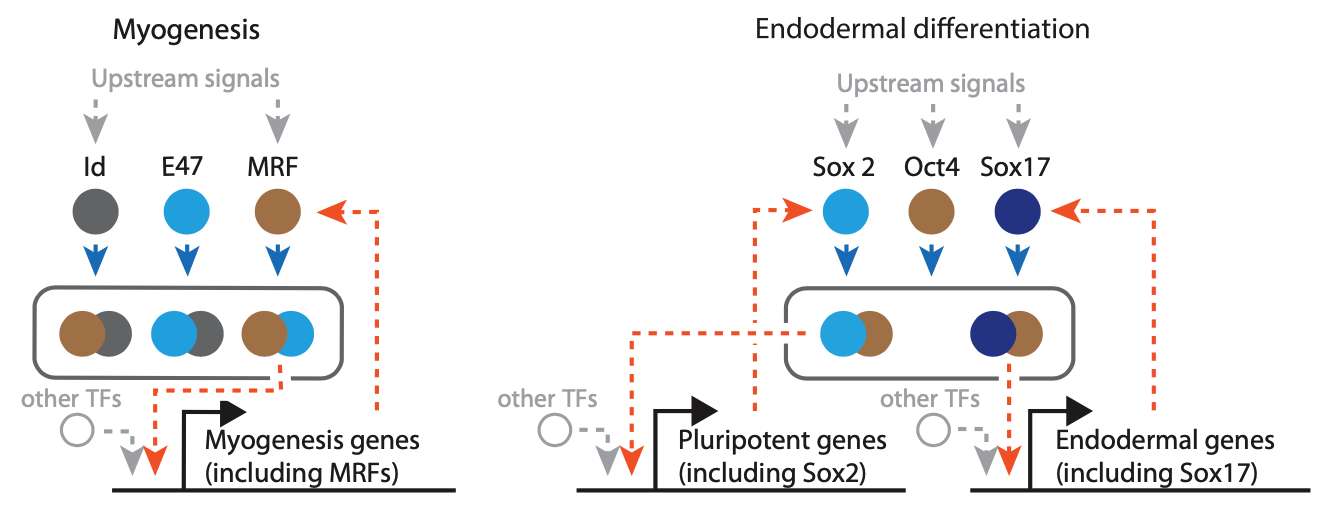 Myogenesis
Upstream signals
Id E47 MRF
other TFs
Myogenesis genes
(including MRFs)
Endodermal differentiation
Upstream signals
Sox 2 Oct4 Sox17
other TFs
Pluripotent genes
(including Sox2)
other TFs
Endodermal genes
(including Sox17)